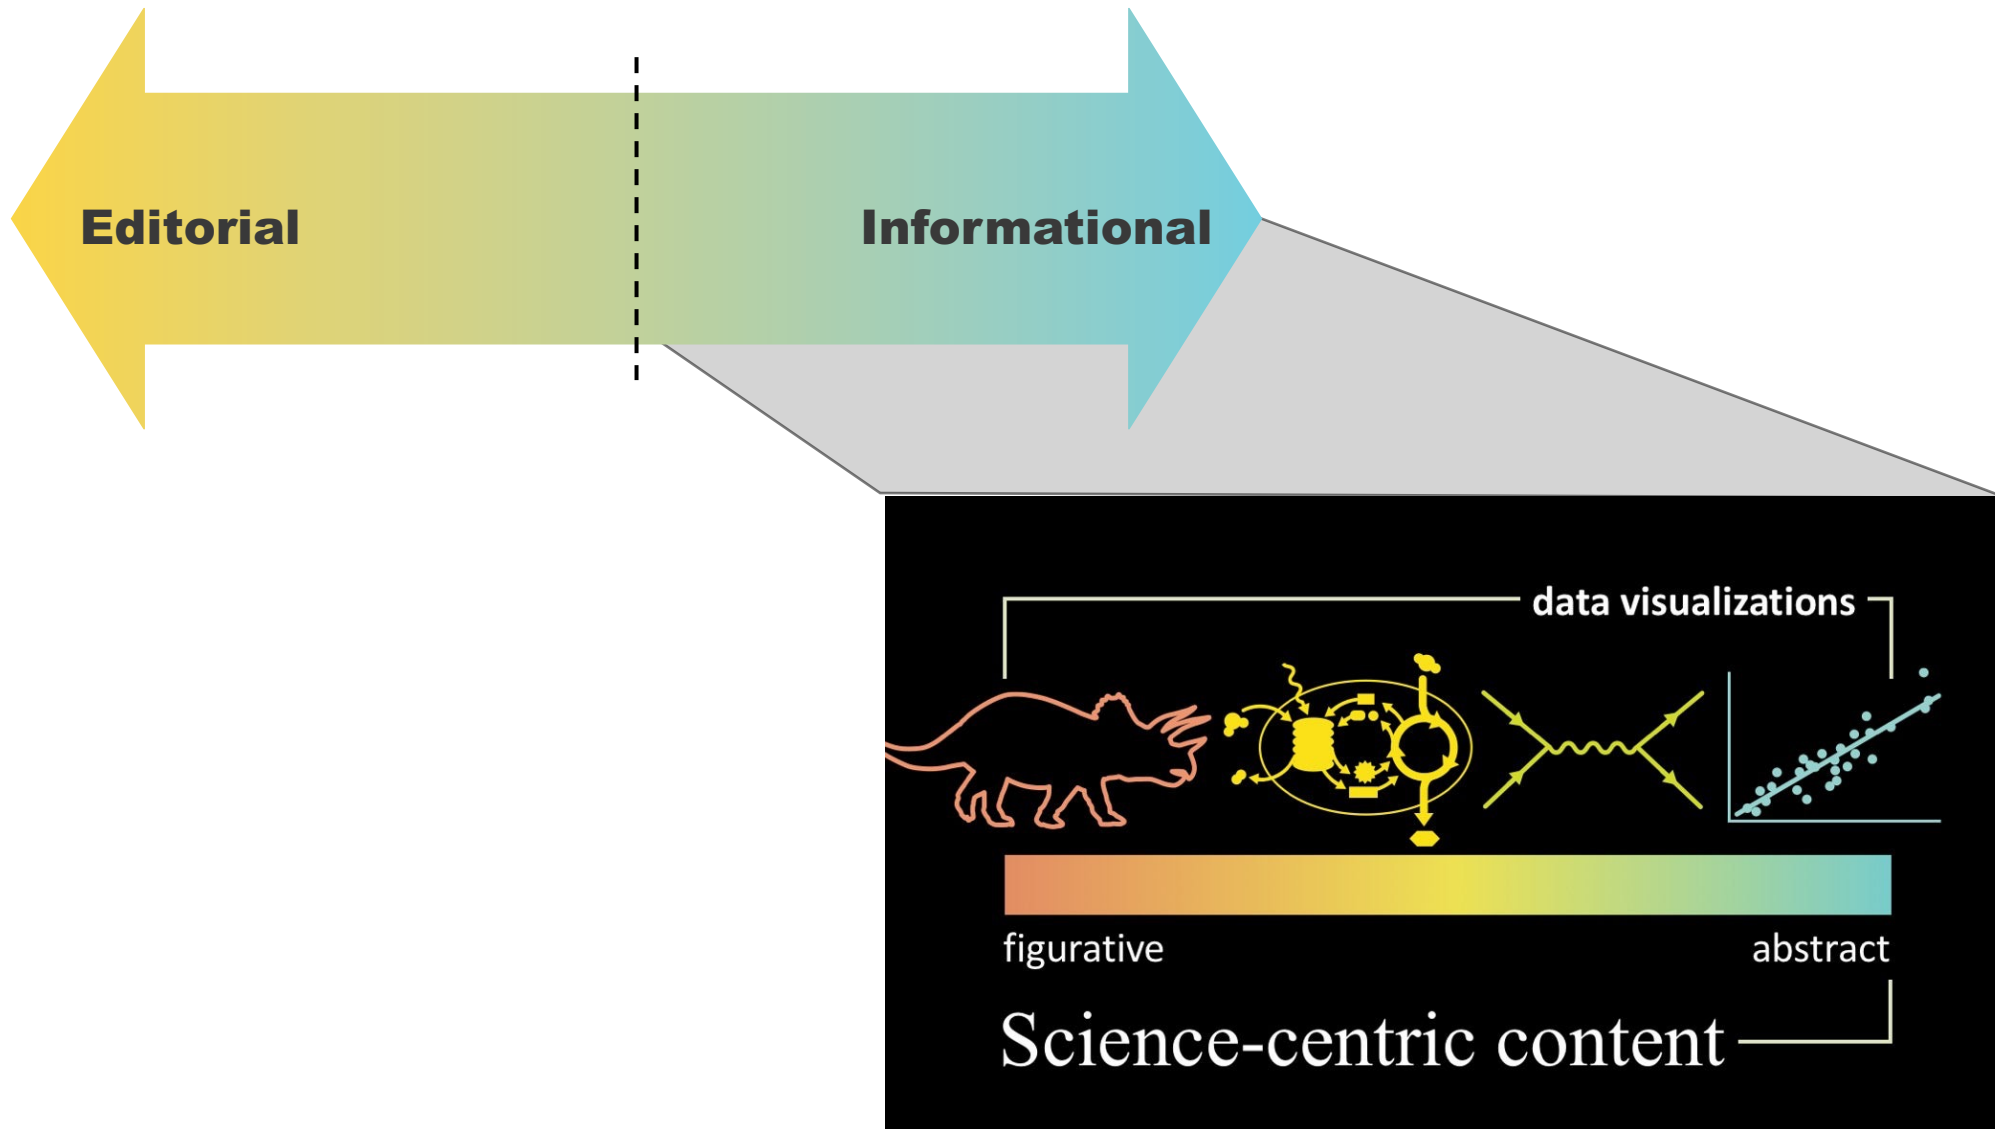 Editorial
Informational
data visualizations
figurative
abstract
Science-centric content